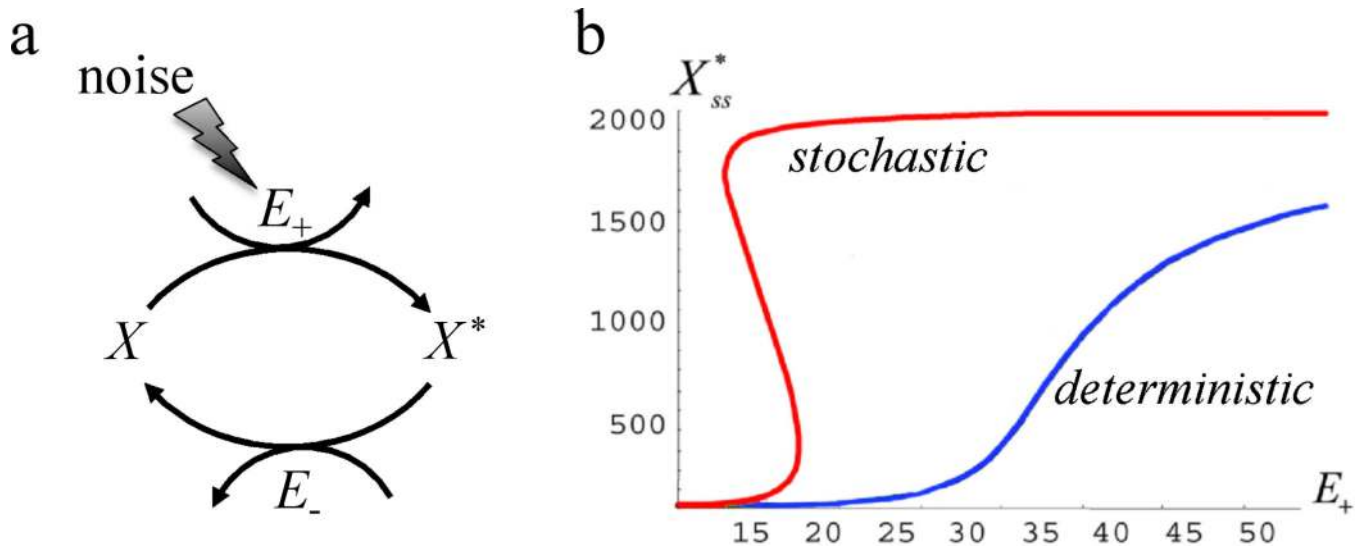 a
noise
E₊
X
X*
E₋
b
X*ss
2000
1500
1000
500
stochastic
deterministic
E₊
15 20 25 30 35 40 45 50